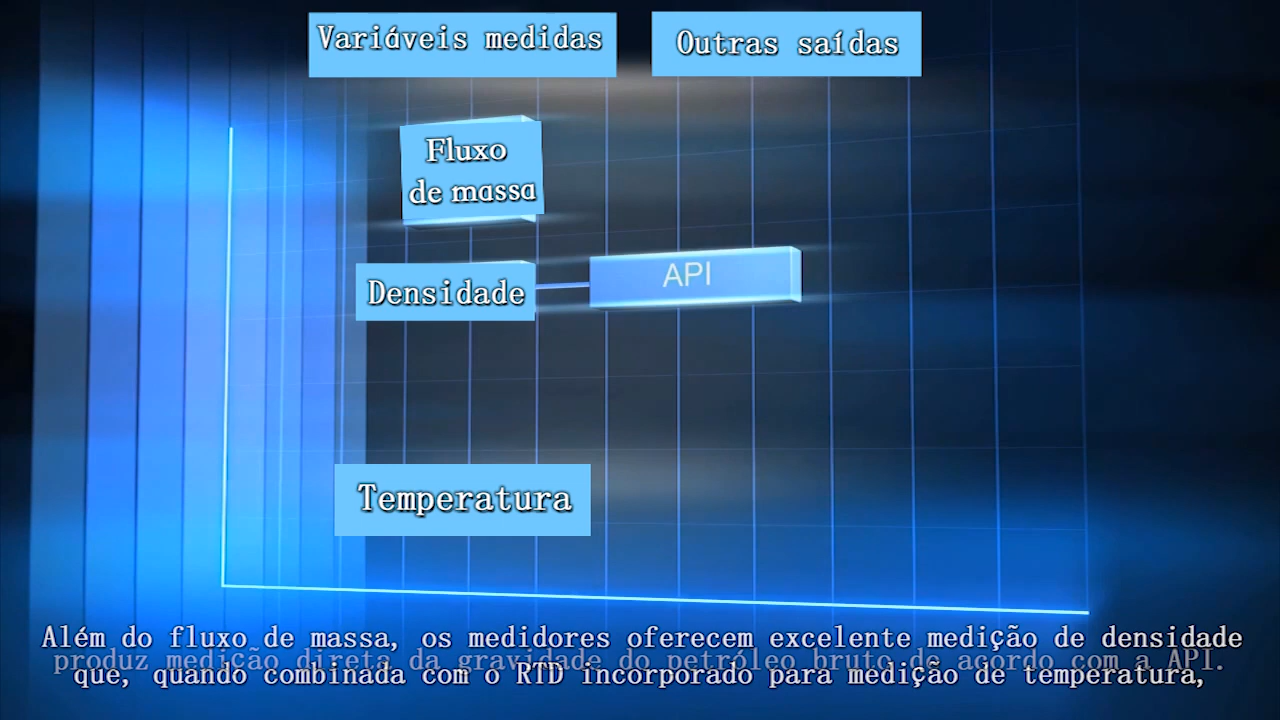 Variáveis medidas
Outras saídas
Fluxo
de massa
Densidade
API
Temperatura
Além do fluxo de massa, os medidores oferecem excelente medição de densidade
produz medição direta da gravidade do petróleo bruto de acordo com a API.
que, quando combinada com o RTD incorporado para medição de temperatura,